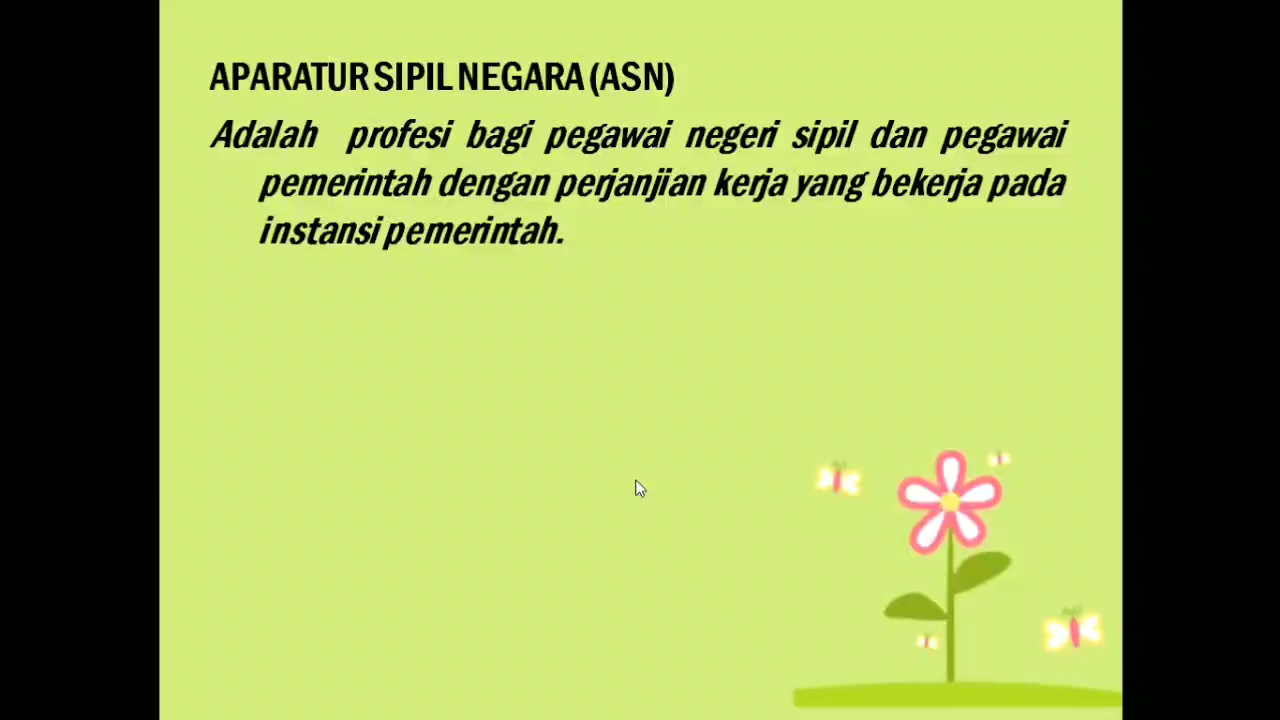 APARATUR SIPIL NEGARA (ASN)
Adalah profesi bagi pegawai negeri sipil dan pegawai
pemerintah dengan perjanjian kerja yang bekerja pada
instansi pemerintah.